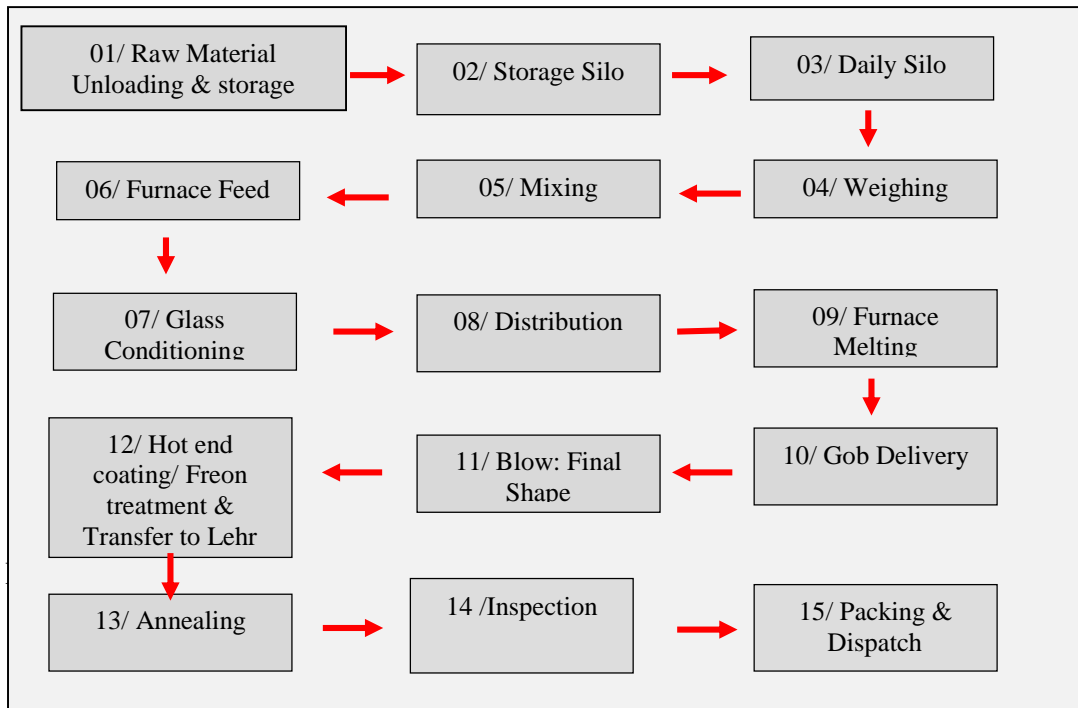 01/ Raw Material
Unloading & storage
02/ Storage Silo
03/ Daily Silo
06/ Furnace Feed
05/ Mixing
04/ Weighing
07/ Glass
Conditioning
08/ Distribution
09/ Furnace
Melting
12/ Hot end
coating/ Freon
treatment &
Transfer to Lehr
11/ Blow: Final
Shape
10/ Gob Delivery
13/ Annealing
14 /Inspection
15/ Packing &
Dispatch